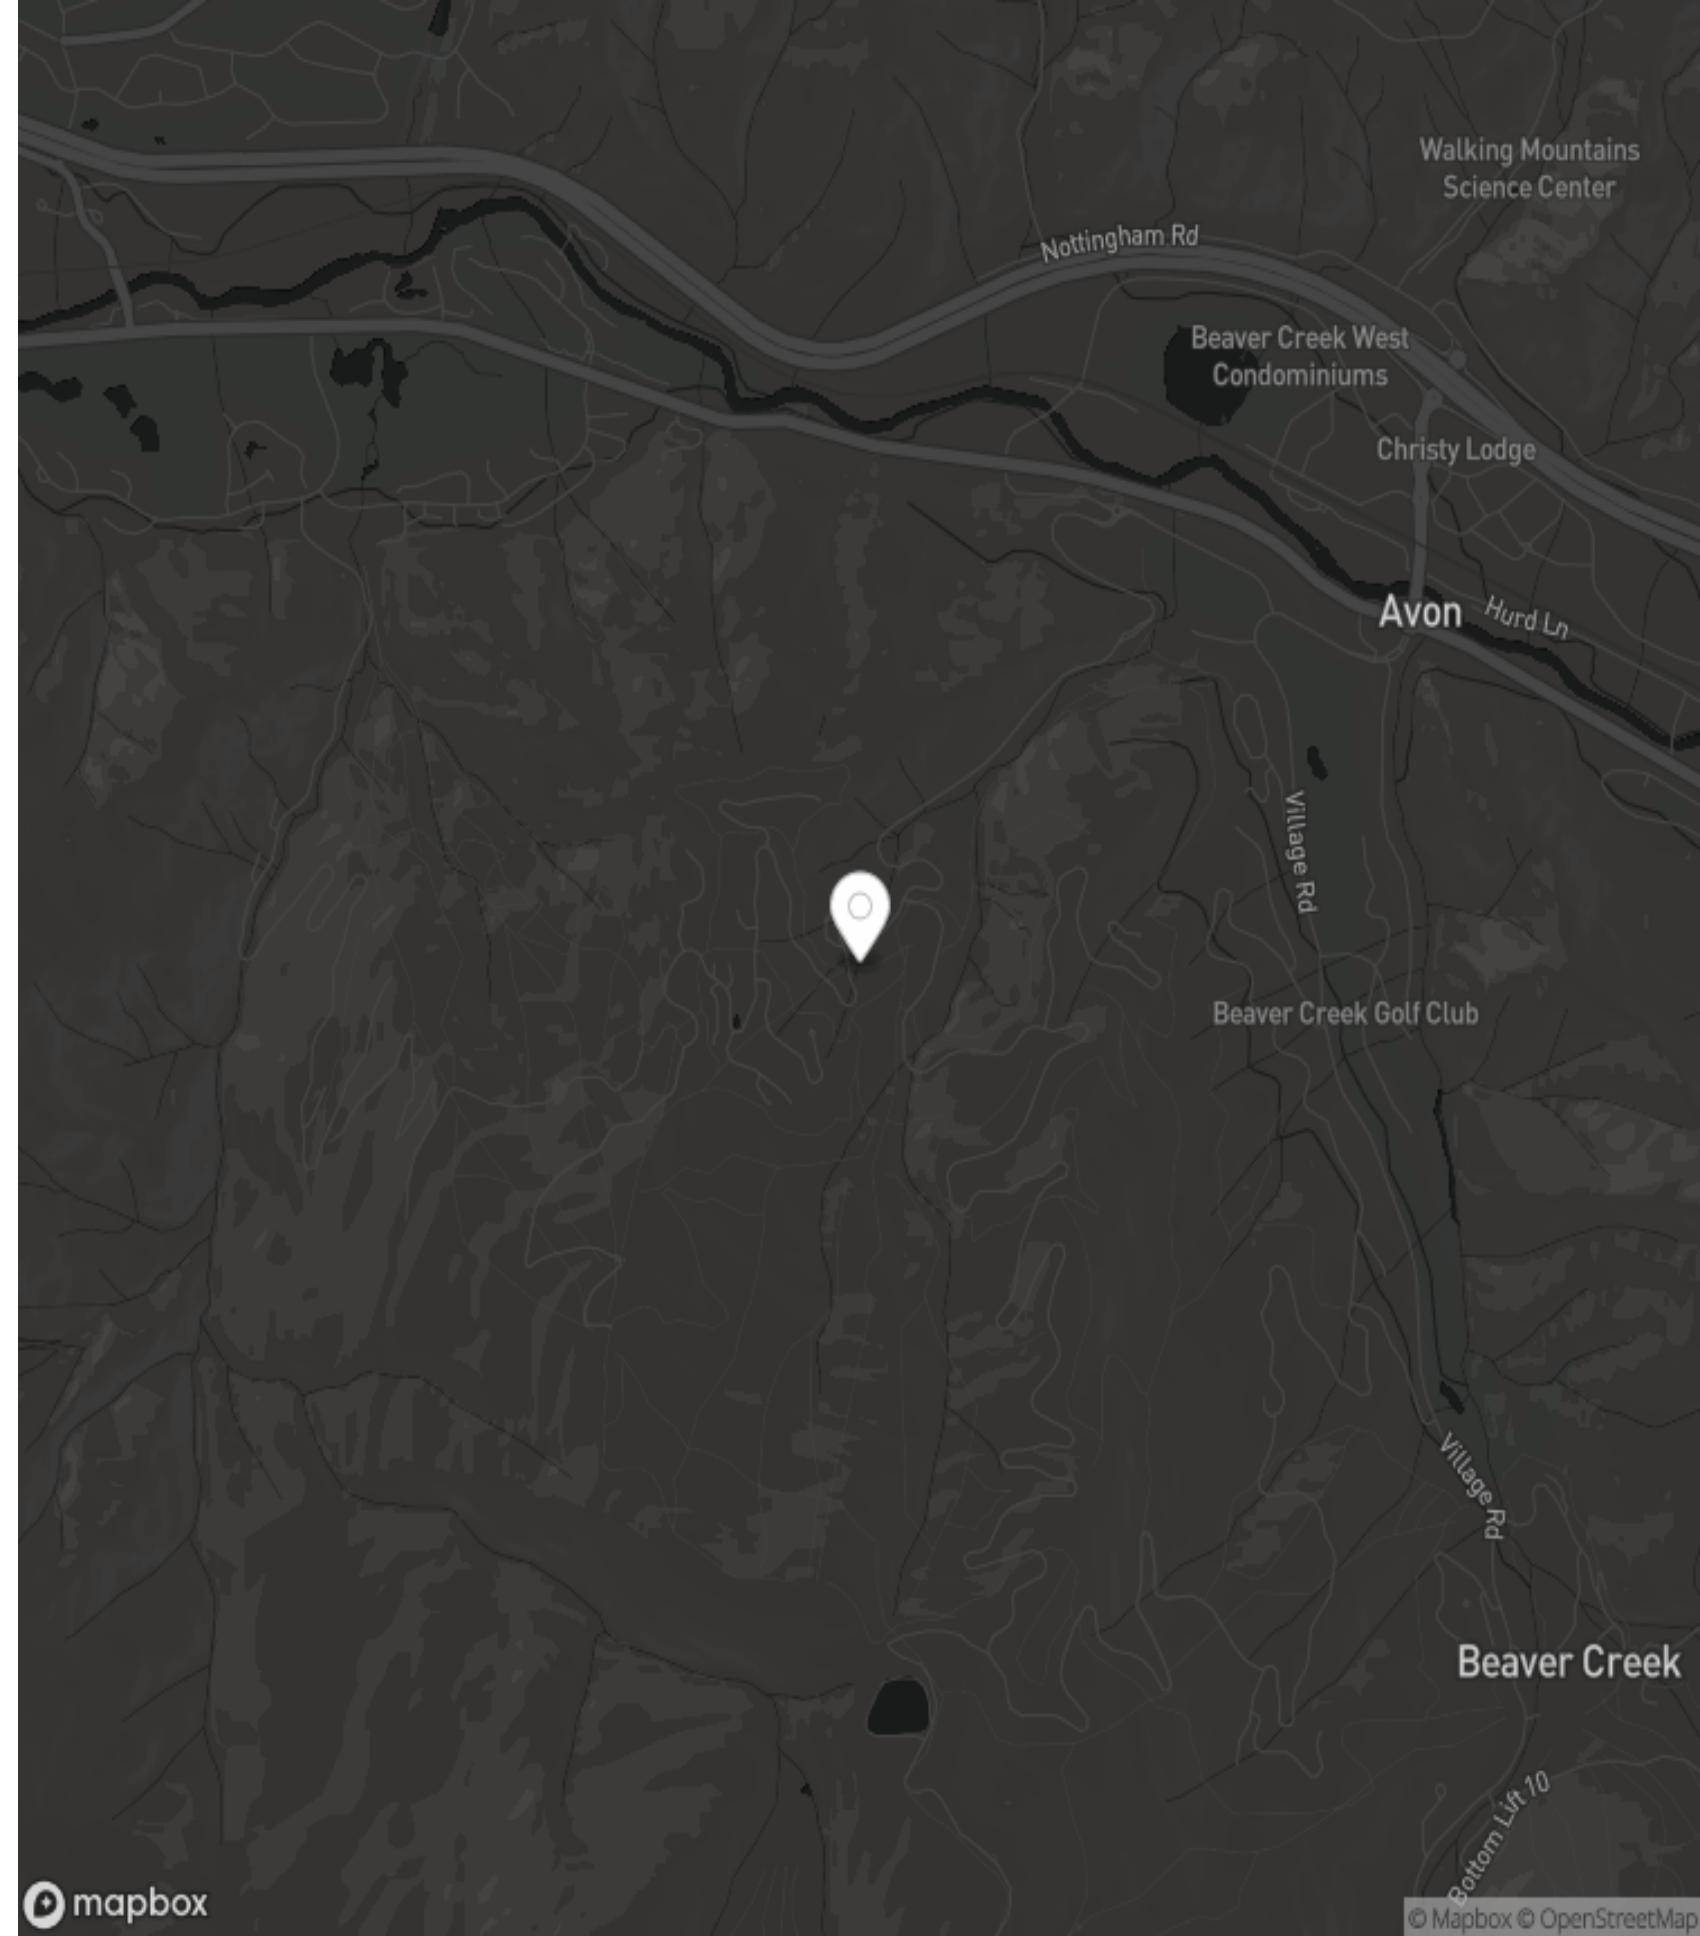 Walking Mountains
Science Center
Nottingham Rd
Beaver Creek West
Condominiums
Christy Lodge
Avon
Hurd Ln
Village Rd
Beaver Creek Golf Club
Village Rd
Beaver Creek
Bottom Lift 10
mapbox
© Mapbox © OpenStreetMap